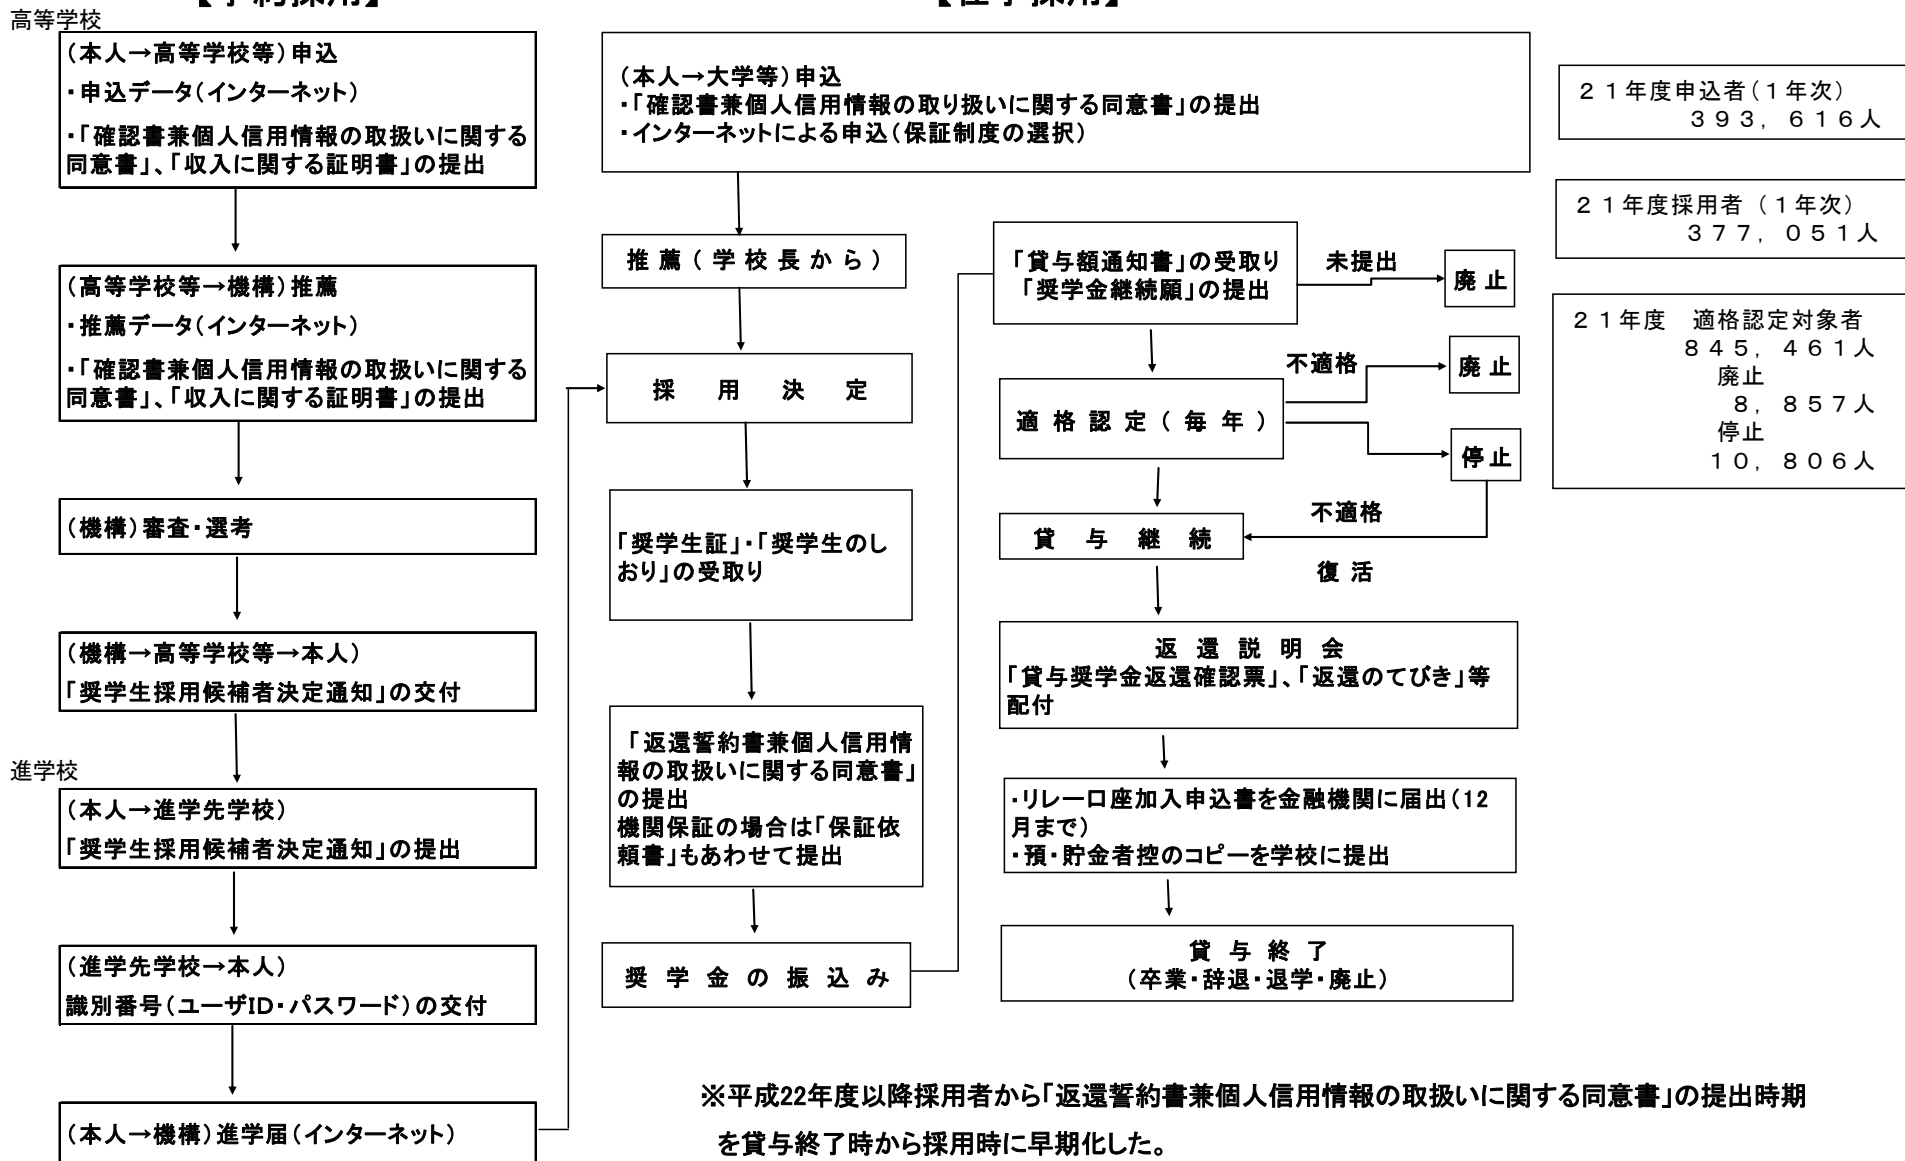 高等学校
(本人→高等学校等)申込
・申込データ(インターネット)
・「確認書兼個人信用情報の取扱いに関する
同意書」、「収入に関する証明書」の提出
(高等学校等→機構)推薦
・推薦データ(インターネット)
・「確認書兼個人信用情報の取扱いに関する
同意書」、「収入に関する証明書」の提出
(機構)審査・選考
(機構→高等学校等→本人)
「奨学生採用候補者決定通知」の交付
進学校
(本人→進学先学校)
「奨学生採用候補者決定通知」の提出
(進学先学校→本人)
識別番号(ユーザID・パスワード)の交付
(本人→機構)進学届(インターネット)
(本人→大学等)申込
・「確認書兼個人信用情報の取り扱いに関する同意書」の提出
・インターネットによる申込(保証制度の選択)
推薦(学校長から)
採用決定
「奨学生証」・「奨学生のし
おり」の受取り
「返還誓約書兼個人信用情
報の取扱いに関する同意書」
の提出
機関保証の場合は「保証依
頼書」もあわせて提出
奨学金の振込み
「貸与額通知書」の受取り
「奨学金継続願」の提出
未提出
廃止
適格認定(毎年)
不適格
廃止
停止
不適格
貸与継続
復活
返還説明会
「貸与奨学金返還確認票」、「返還のてびき」等
配付
・リレー口座加入申込書を金融機関に届出(12
月まで)
・預・貯金者控のコピーを学校に提出
貸与終了
(卒業・辞退・退学・廃止)
21年度申込者(1年次)
393,616人
21年度採用者(1年次)
377,051人
21年度 適格認定対象者
845,461人
廃止
8,857人
停止
10,806人
※平成22年度以降採用者から「返還誓約書兼個人信用情報の取扱いに関する同意書」の提出時期
を貸与終了時から採用時に早期化した。